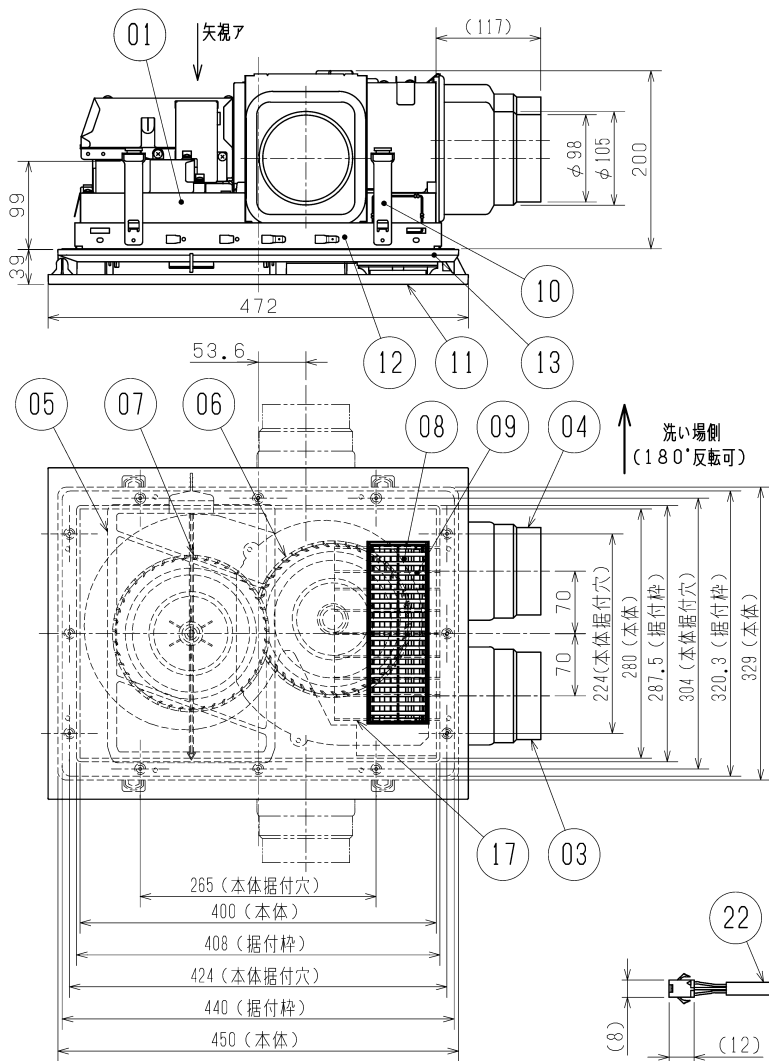 01
矢視ア
(117)
φ98
φ105
200
99
39
472
10
12
11
13
53.6
05
07
06
08
09
04
洗い場側
(180°反転可)
70
70
224(本体据付穴)
280(本体)
287.5(据付枠)
304(本体据付穴)
320.3(据付枠)
329(本体)
17
03
265(本体据付穴)
400(本体)
408(据付枠)
424(本体据付穴)
440(据付枠)
450(本体)
22
(8)
(12)